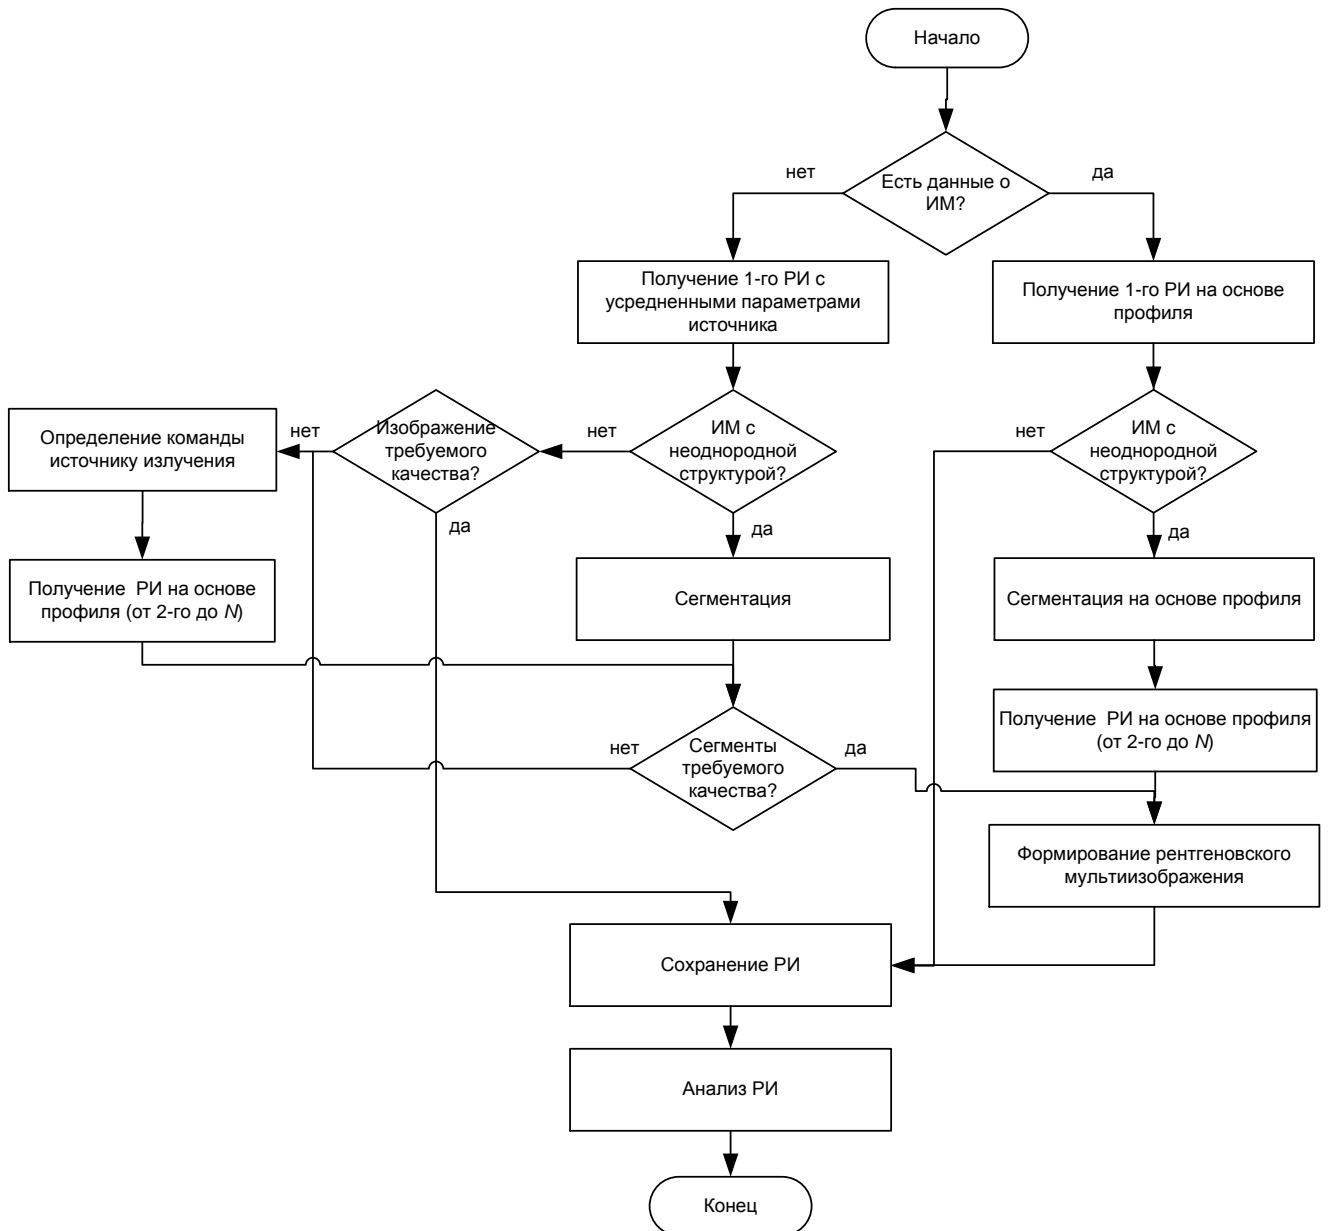 Начало
нет
да
Есть данные о
ИМ?
Получение 1-го РИ с
усредненными параметрами
источника
Получение 1-го РИ на основе
профиля
Определение команды
источнику излучения
нет
Изображение
требуемого
качества?
нет
ИМ с
неоднородной
структурой?
нет
ИМ с
неоднородной
структурой?
да
да
да
Получение РИ на основе
профиля (от 2-го до N)
Сегментация
Сегментация на основе профиля
Получение РИ на основе профиля
(от 2-го до N)
нет
Сегменты
требуемого
качества?
да
Формирование рентгеновского
мультиизображения
Сохранение РИ
Анализ РИ
Конец